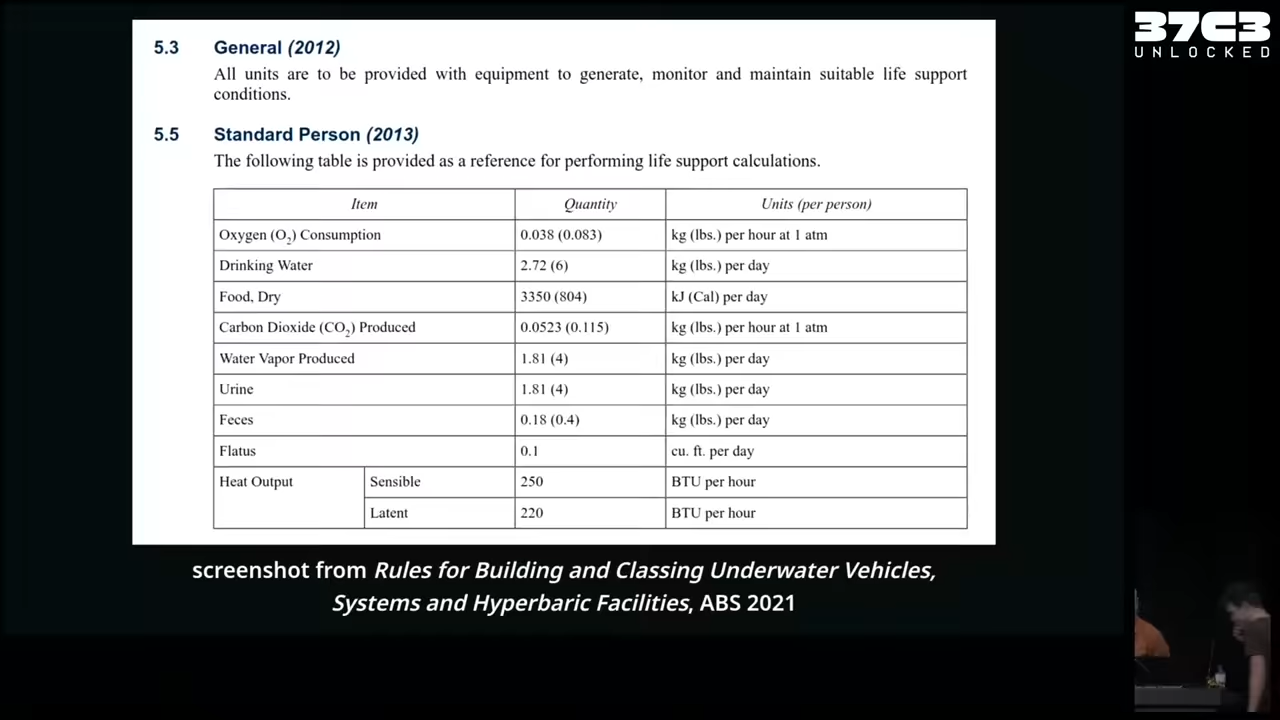 37C3
UNLOCKED
5.3 General (2012)
All units are to be provided with equipment to generate, monitor and maintain suitable life support
conditions.
5.5 Standard Person (2013)
The following table is provided as a reference for performing life support calculations.
Item Quantity Units (per person)
Oxygen (O₂) Consumption 0.038 (0.083) kg (lbs.) per hour at 1 atm
Drinking Water 2.72 (6) kg (lbs.) per day
Food, Dry 3350 (804) kJ (Cal) per day
Carbon Dioxide (CO₂) Produced 0.0523 (0.115) kg (lbs.) per hour at 1 atm
Water Vapor Produced 1.81 (4) kg (lbs.) per day
Urine 1.81 (4) kg (lbs.) per day
Feces 0.18 (0.4) kg (lbs.) per day
Flatus 0.1 cu. ft. per day
Heat Output Sensible 250 BTU per hour
Latent 220 BTU per hour
screenshot from Rules for Building and Classing Underwater Vehicles,
Systems and Hyperbaric Facilities, ABS 2021